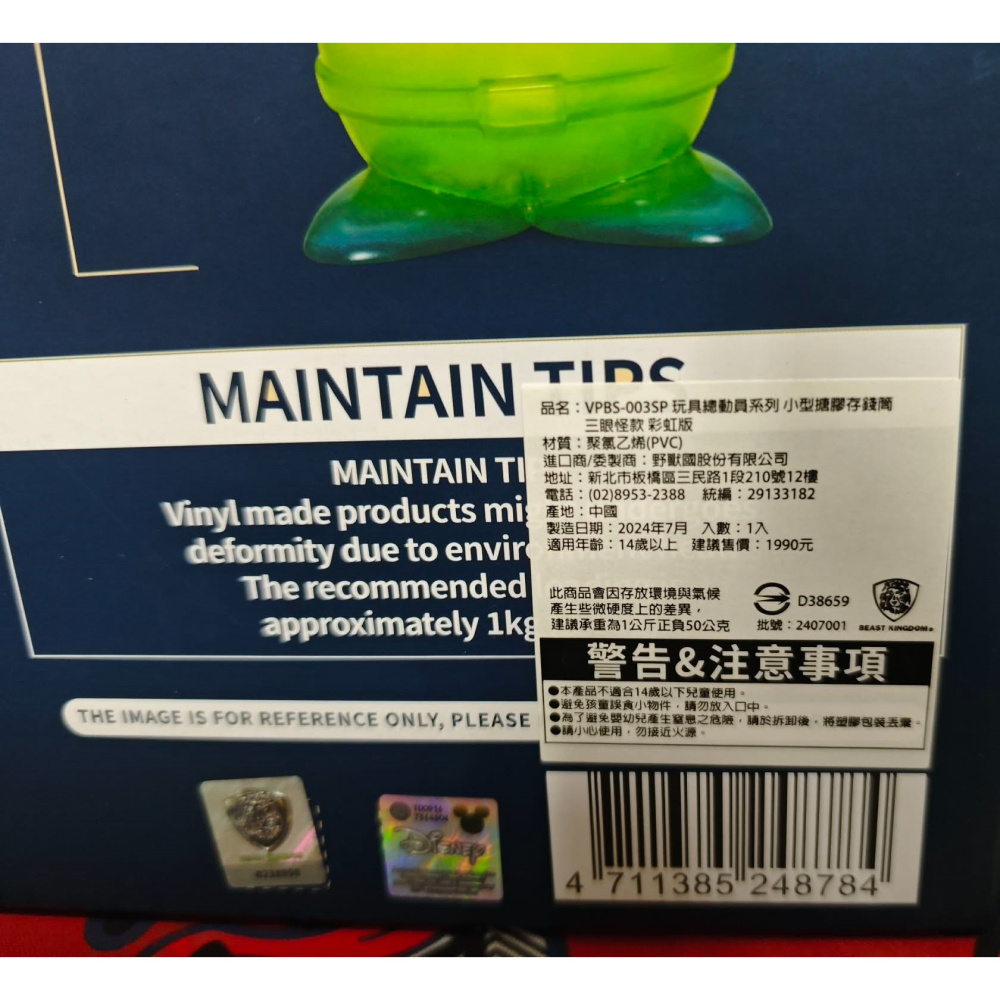 MAINTAIN TIPS
MAINTAIN TI
Vinyl made products mig
deformity due to enviro
The recommended
approximately 1kg
THE IMAGE IS FOR REFERENCE ONLY, PLEASE
品名：VPBS-003SP 玩具總動員系列 小型搪膠存錢筒
三眼怪款 彩虹版
材質：聚氯乙烯(PVC)
進口商/委製商：野獸國股份有限公司
地址：新北市板橋區三民路1段210號12樓
電話：(02)8953-2388 統編：29133182
產地：中國
製造日期：2024年7月 入數：1入
適用年齡：14歲以上 建議售價：1990元
此商品會因存放環境與氣候
產生些微硬度上的差異，
建議承重為1公斤正負50公克
D38659
批號：2407001
BEAST KINGDOM
警告&注意事項
●本產品不適合14歲以下兒童使用。
●避免孩童誤食小物件，請勿放入口中。
●為了避免嬰幼兒產生窒息之危險，請於拆卸後，將塑膠包裝丟棄。
●請小心使用，勿接近火源。
Disney
4 711385 248784